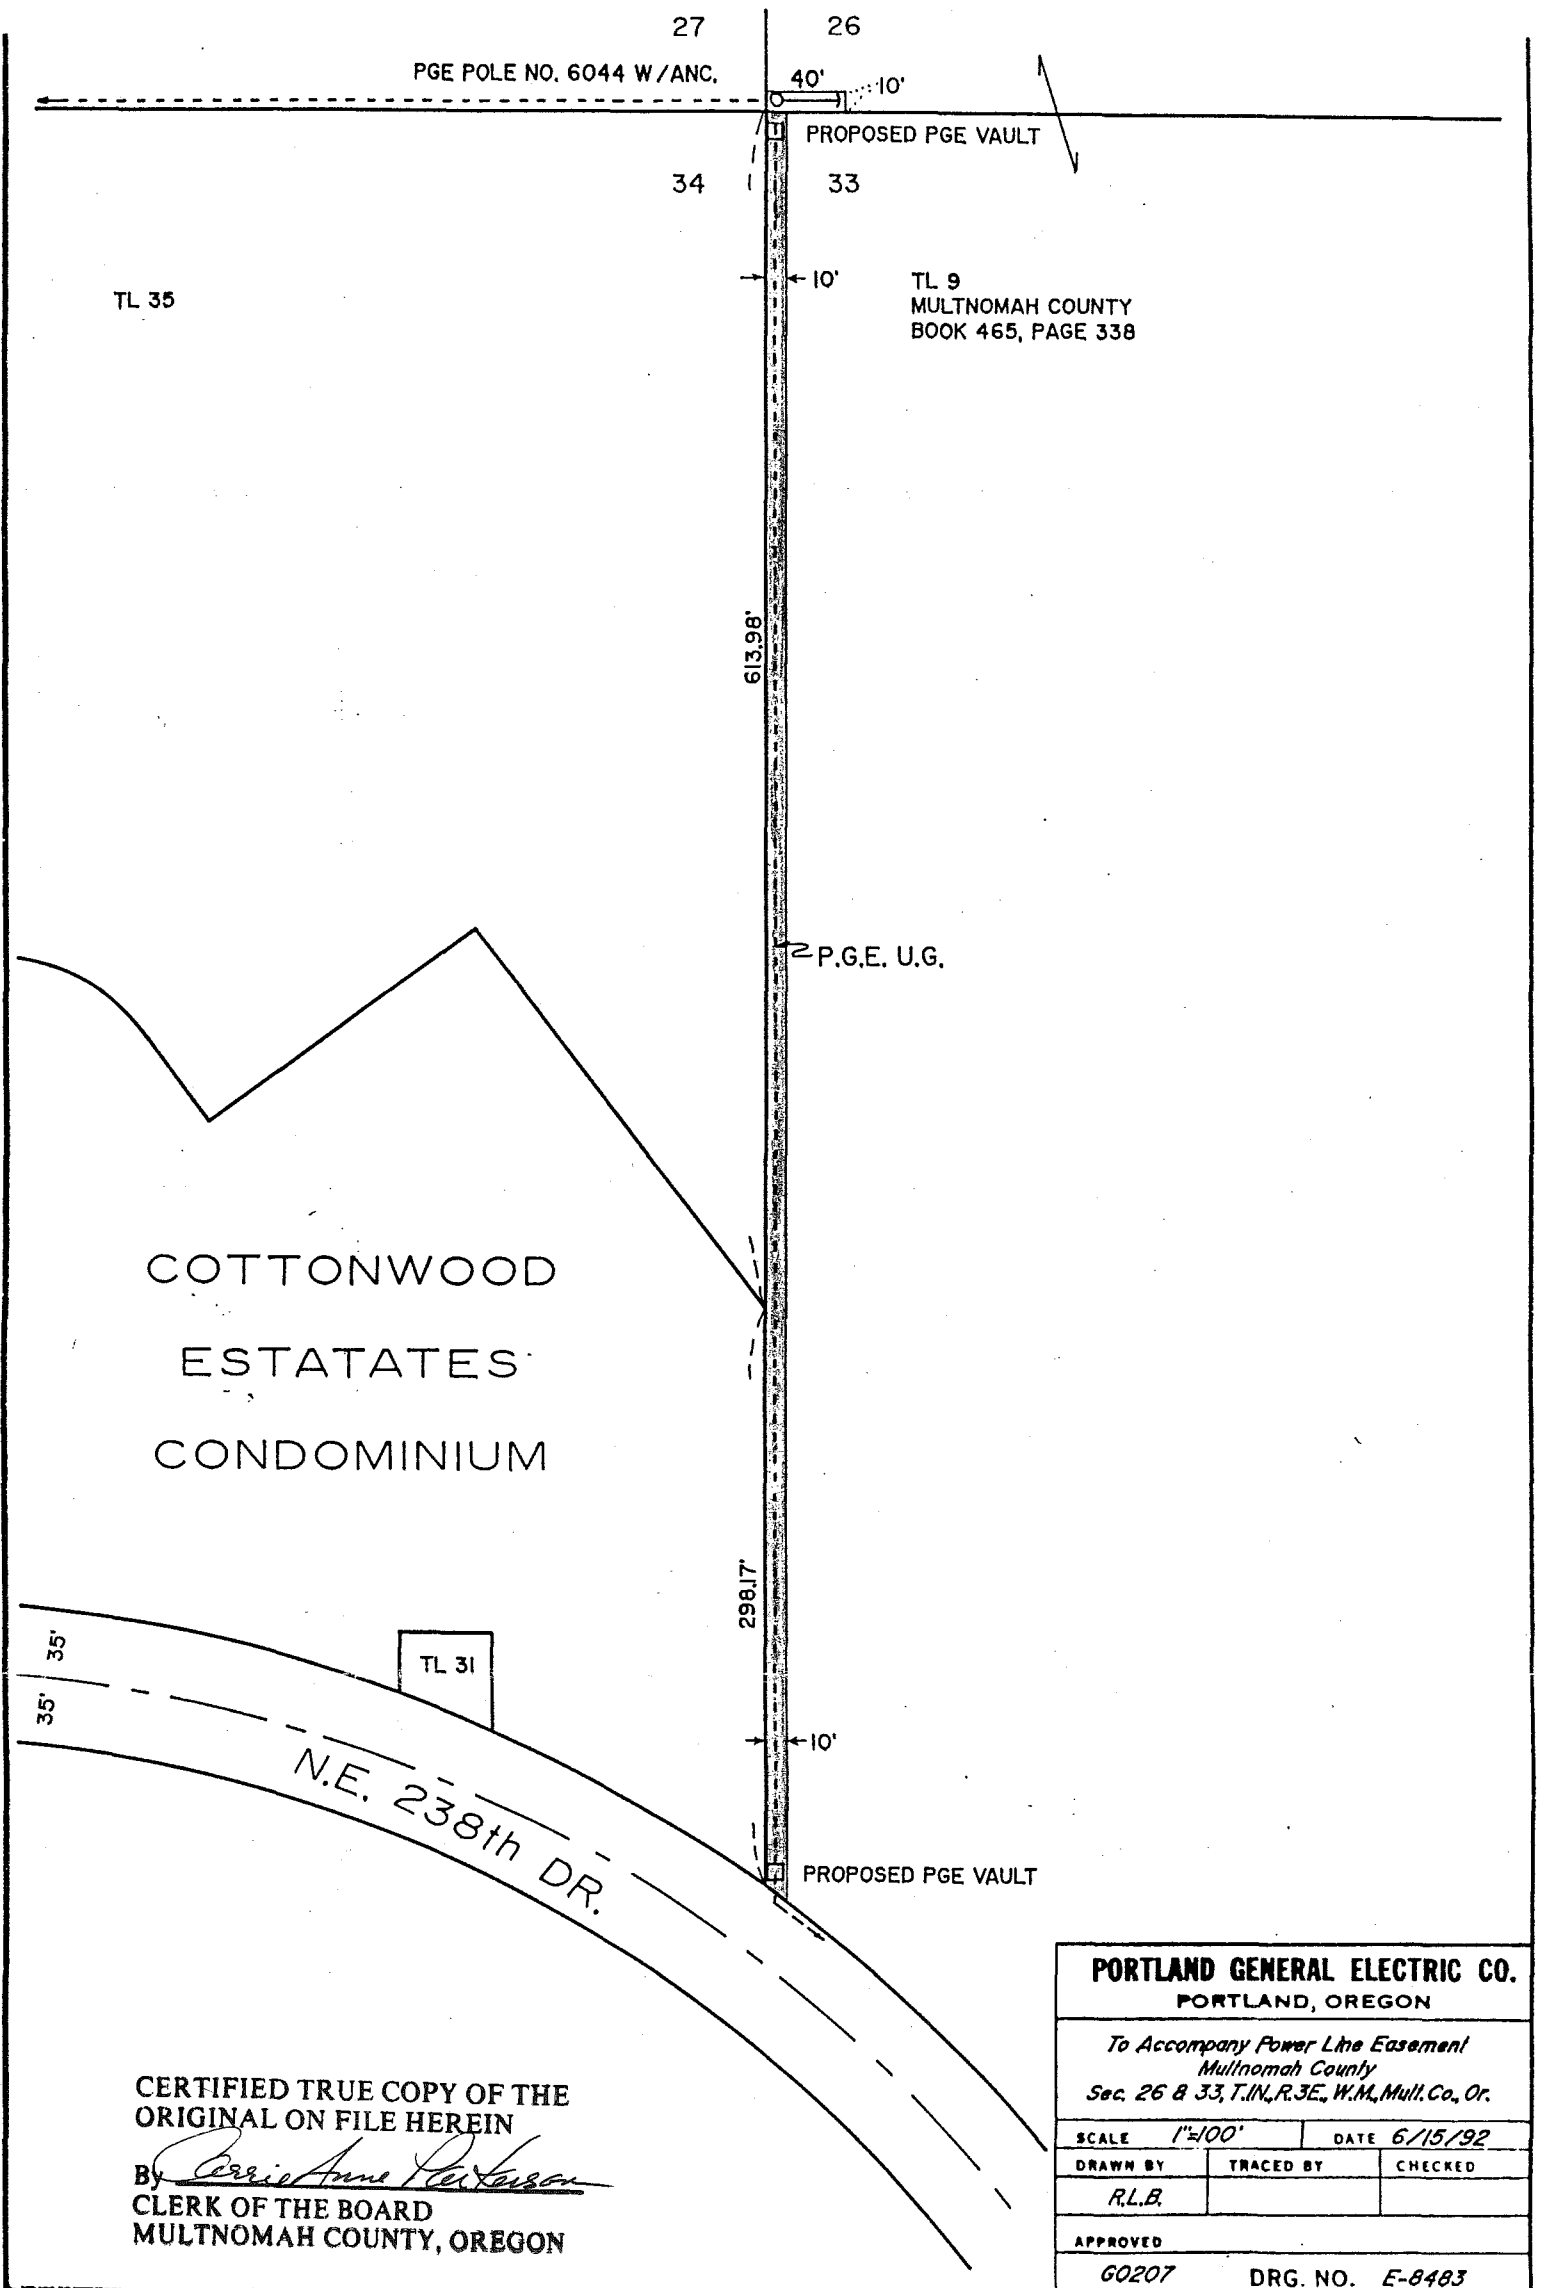 27 26
PGE POLE NO. 6044 W/ANC.
40'
10'
PROPOSED PGE VAULT
34 33
10'
TL 35
TL 9
MULTNOMAH COUNTY
BOOK 465, PAGE 338
613.98'
P.G.E. U.G.
COTTONWOOD
ESTATATES
CONDOMINIUM
298.17'
35'
TL 31
35'
10'
N.E. 238th DR.
PROPOSED PGE VAULT
PORTLAND GENERAL ELECTRIC CO.
PORTLAND, OREGON
To Accompany Power Line Easement
Multnomah County
Sec. 26 & 33, T.1N., R.3E., W.M., Mult. Co., Or.
SCALE 1"=100' DATE 6/15/92
DRAWN BY TRACED BY CHECKED
R.L.B.
APPROVED
G0207 DRG. NO. E-8483
CERTIFIED TRUE COPY OF THE
ORIGINAL ON FILE HEREIN
By Carrie Anne
CLERK OF THE BOARD
MULTNOMAH COUNTY, OREGON